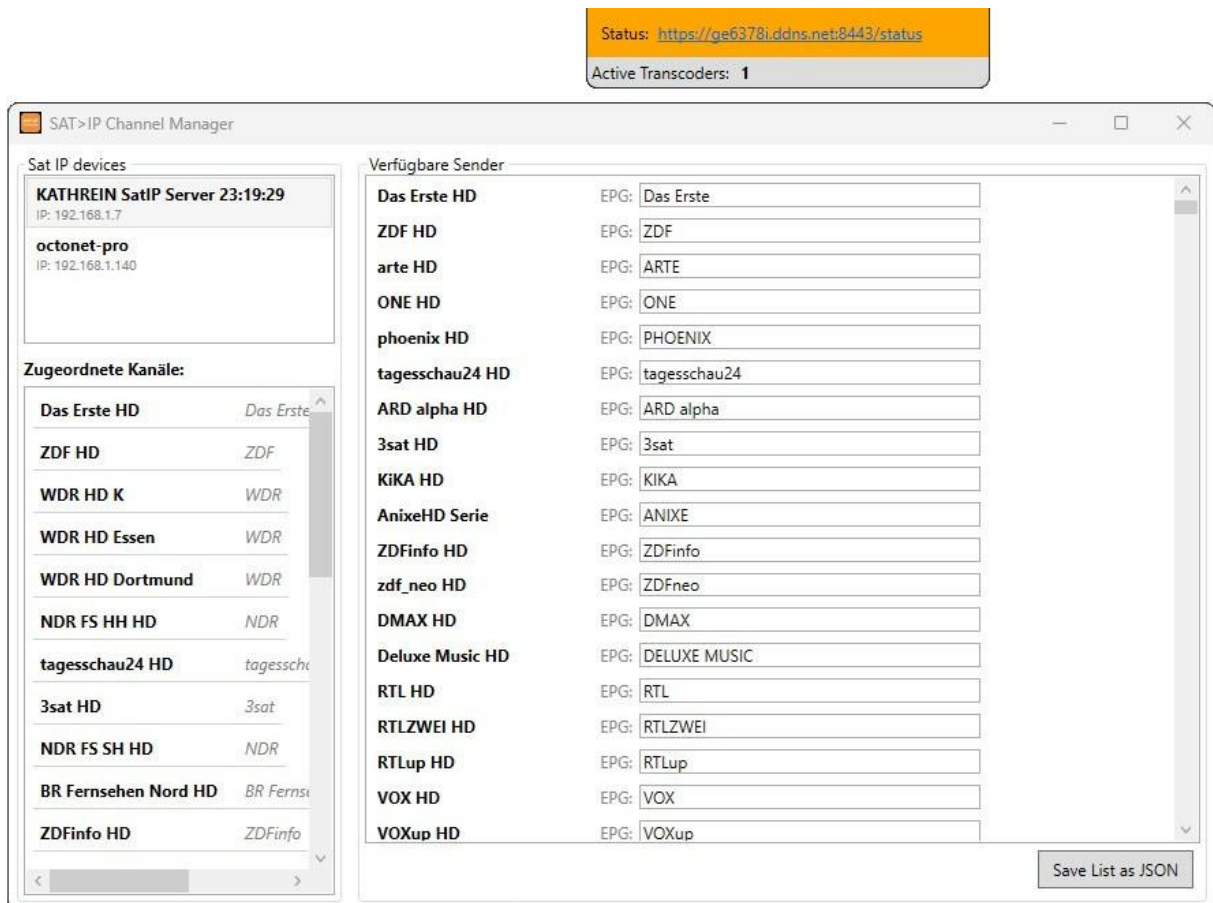 Status: https://ge6378i.ddns.net:8443/status
Active Transcoders: 1
SAT>IP Channel Manager
Sat IP devices
KATHREIN SatIP Server 23:19:29
IP: 192.168.1.7
octonet-pro
IP: 192.168.1.140
Zugeordnete Kanäle:
Das Erste HD Das Erste
ZDF HD ZDF
WDR HD K WDR
WDR HD Essen WDR
WDR HD Dortmund WDR
NDR FS HH HD NDR
tagesschau24 HD tagesscha
3sat HD 3sat
NDR FS SH HD NDR
BR Fernsehen Nord HD BR Ferns
ZDFinfo HD ZDFinfo
Verfügbare Sender
Das Erste HD EPG: Das Erste
ZDF HD EPG: ZDF
arte HD EPG: ARTE
ONE HD EPG: ONE
phoenix HD EPG: PHOENIX
tagesschau24 HD EPG: tagesschau24
ARD alpha HD EPG: ARD alpha
3sat HD EPG: 3sat
KiKA HD EPG: KIKA
AnixeHD Serie EPG: ANIXE
ZDFinfo HD EPG: ZDFinfo
zdf_neo HD EPG: ZDFneo
DMAX HD EPG: DMAX
Deluxe Music HD EPG: DELUXE MUSIC
RTL HD EPG: RTL
RTLZWEI HD EPG: RTLZWEI
RTLup HD EPG: RTLup
VOX HD EPG: VOX
VOXup HD EPG: VOXup
Save List as JSON